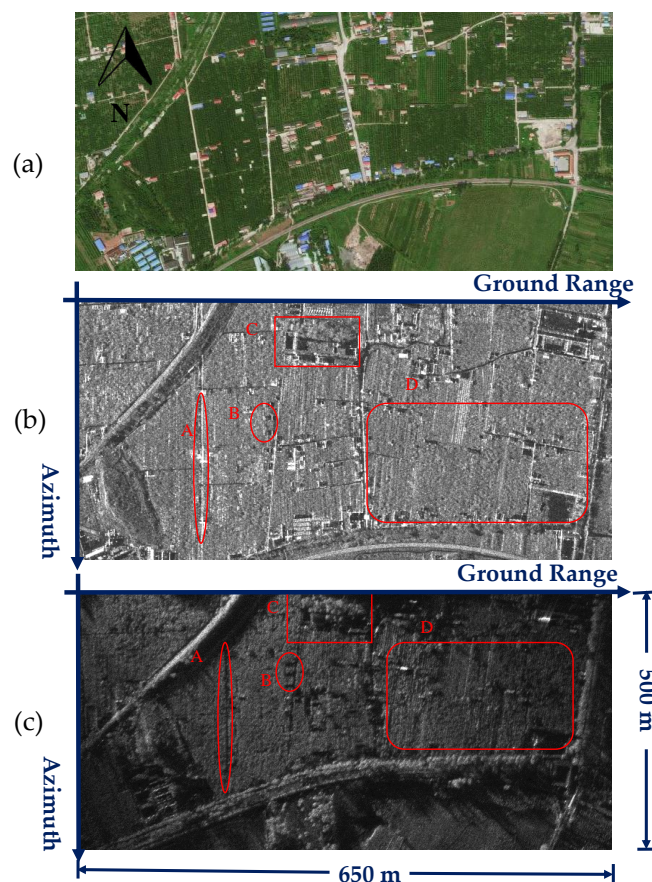 N
(a)
Ground Range
C
D
B
A
(b)
Azimuth
Ground Range
C
D
A
B
(c)
Azimuth
500 m
650 m